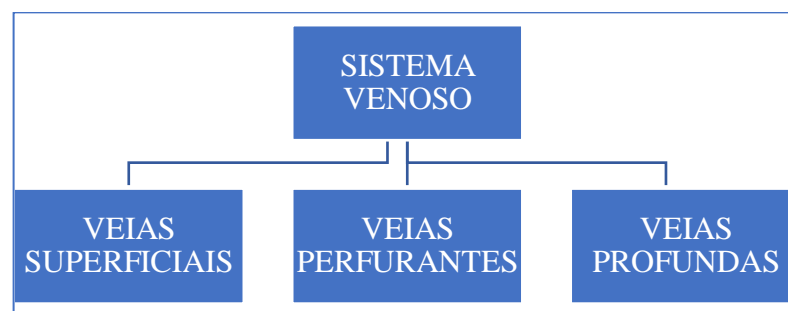 SISTEMA
VENOSO
VEIAS
SUPERFICIAIS
VEIAS
PERFURANTES
VEIAS
PROFUNDAS